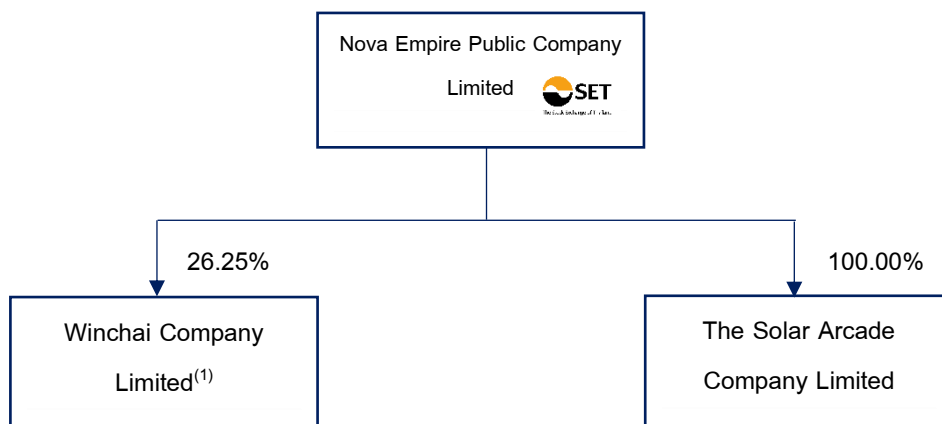 Nova Empire Public Company
Limited
SET
26.25%
100.00%
Winchai Company
Limited(1)
The Solar Arcade
Company Limited